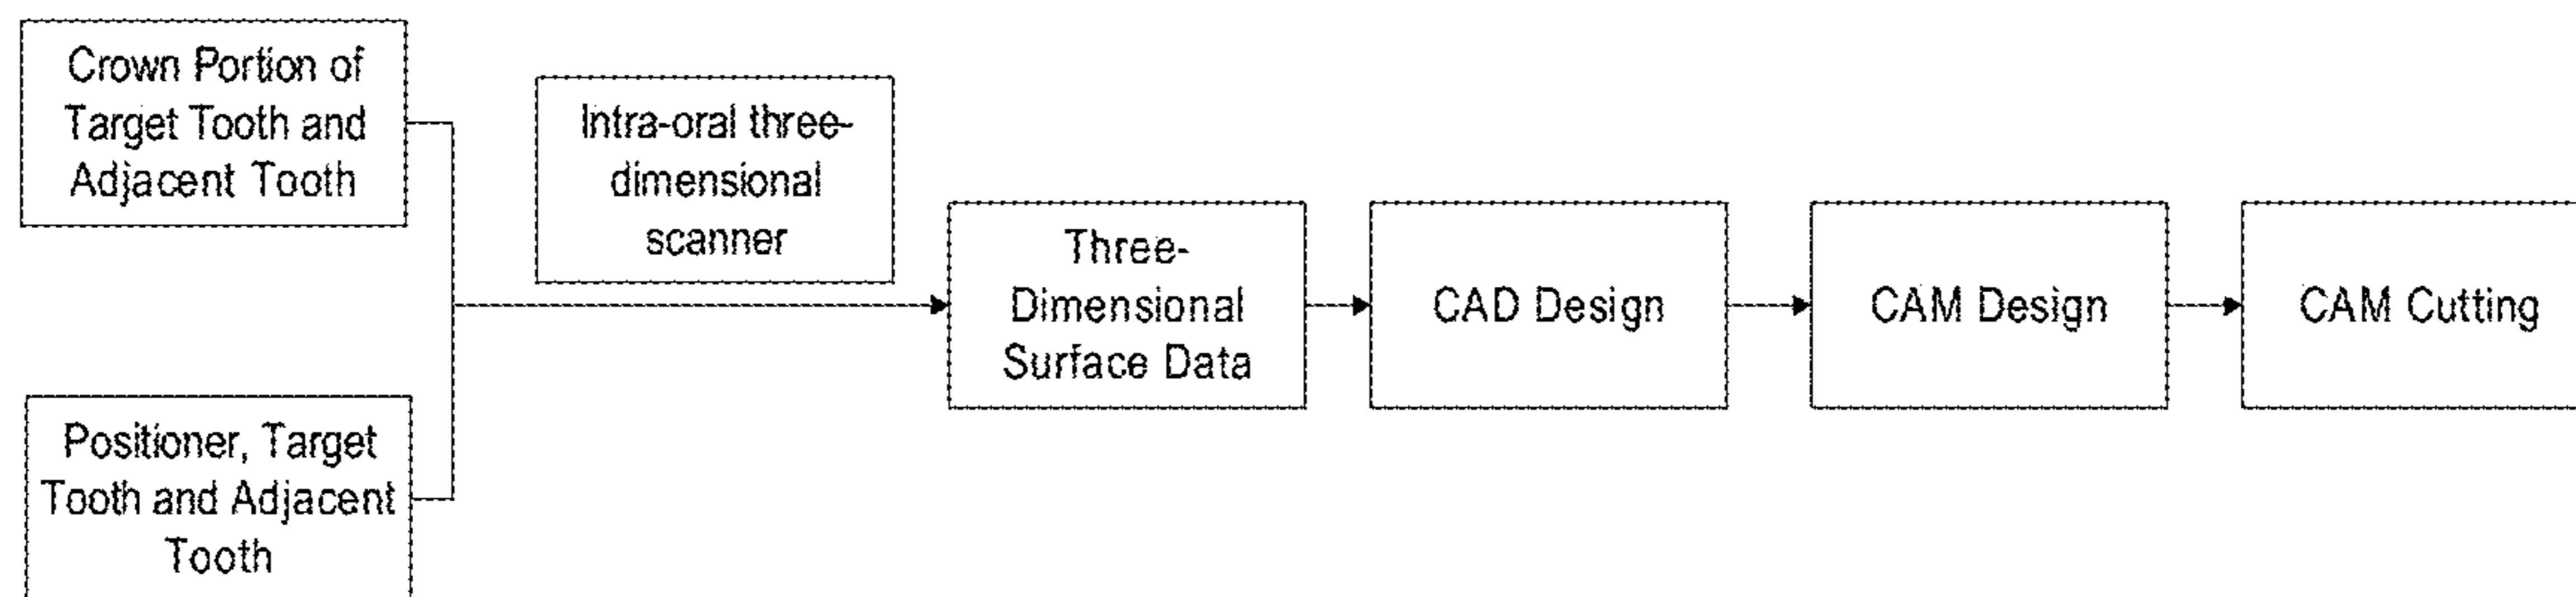 Crown Portion of
Target Tooth and
Adjacent Tooth
Intra-oral three-
dimensional
scanner
Three-
Dimensional
Surface Data
CAD Design
CAM Design
CAM Cutting
Positioner, Target
Tooth and Adjacent
Tooth